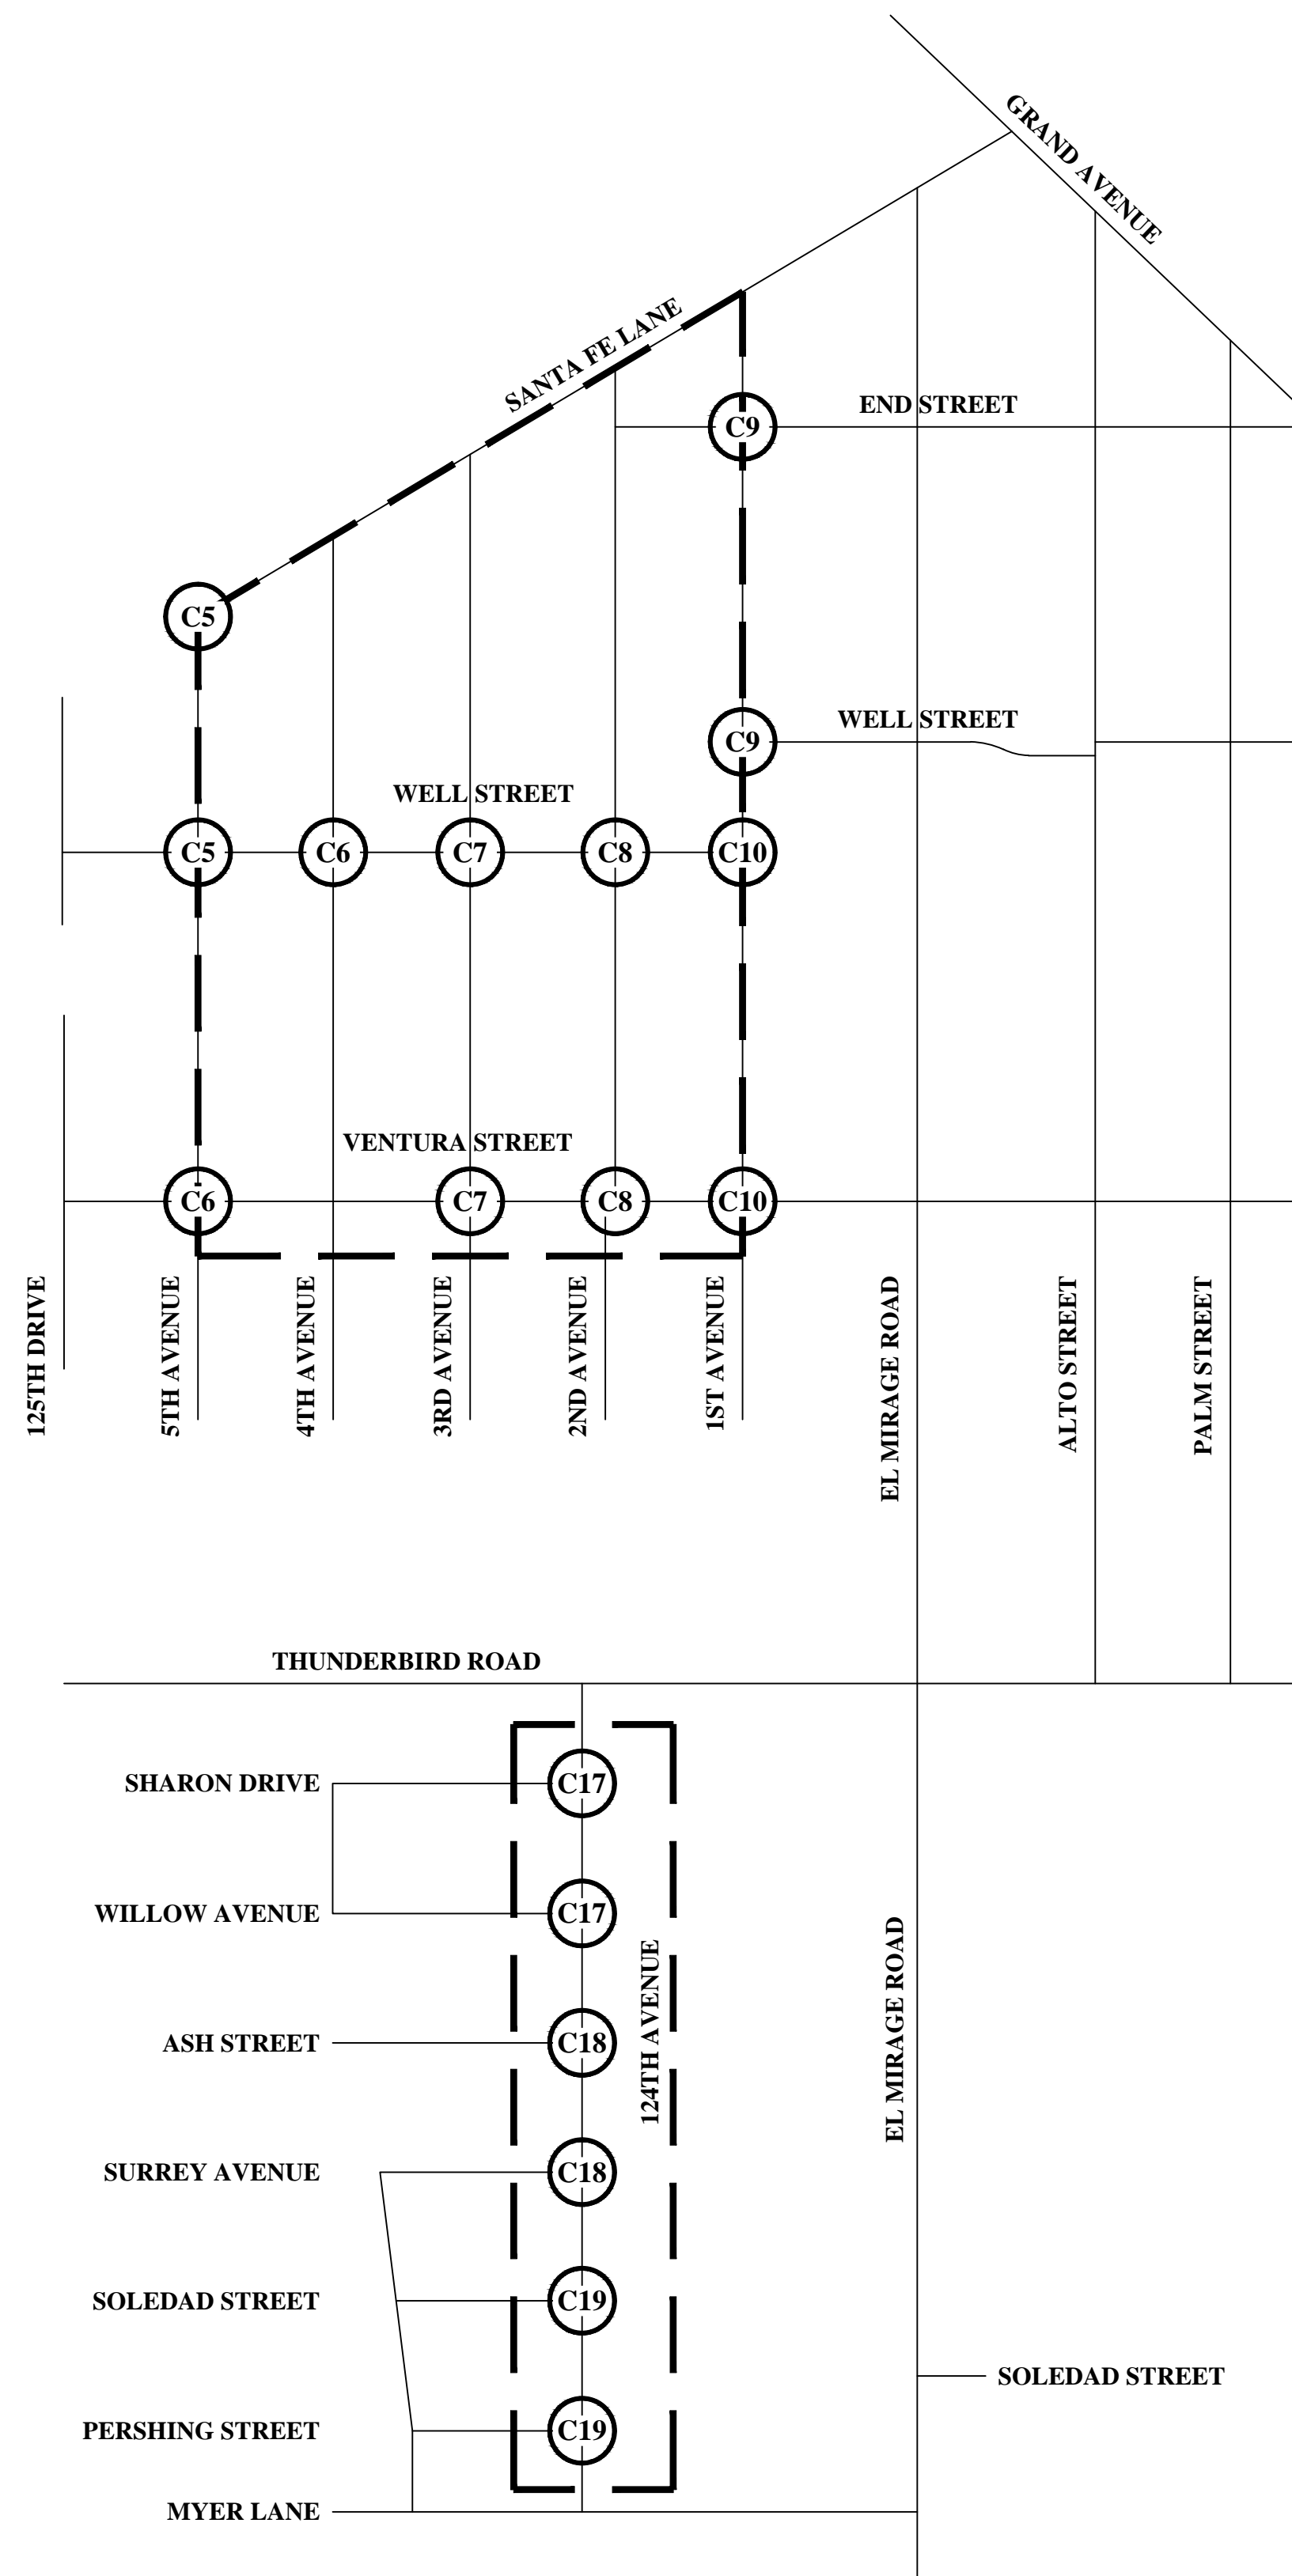 GRAND AVENUE
SANTA FE LANE
END STREET
C9
C5
WELL STREET
C9
WELL STREET
C5
C6
C7
C8
C10
VENTURA STREET
C6
C7
C8
C10
125TH DRIVE
5TH AVENUE
4TH AVENUE
3RD AVENUE
2ND AVENUE
1ST AVENUE
EL MIRAGE ROAD
ALTO STREET
PALM STREET
THUNDERBIRD ROAD
SHARON DRIVE
C17
WILLOW AVENUE
C17
124TH AVENUE
EL MIRAGE ROAD
ASH STREET
C18
SURREY AVENUE
C18
SOLEDAD STREET
C19
SOLEDAD STREET
PERSHING STREET
C19
MYER LANE